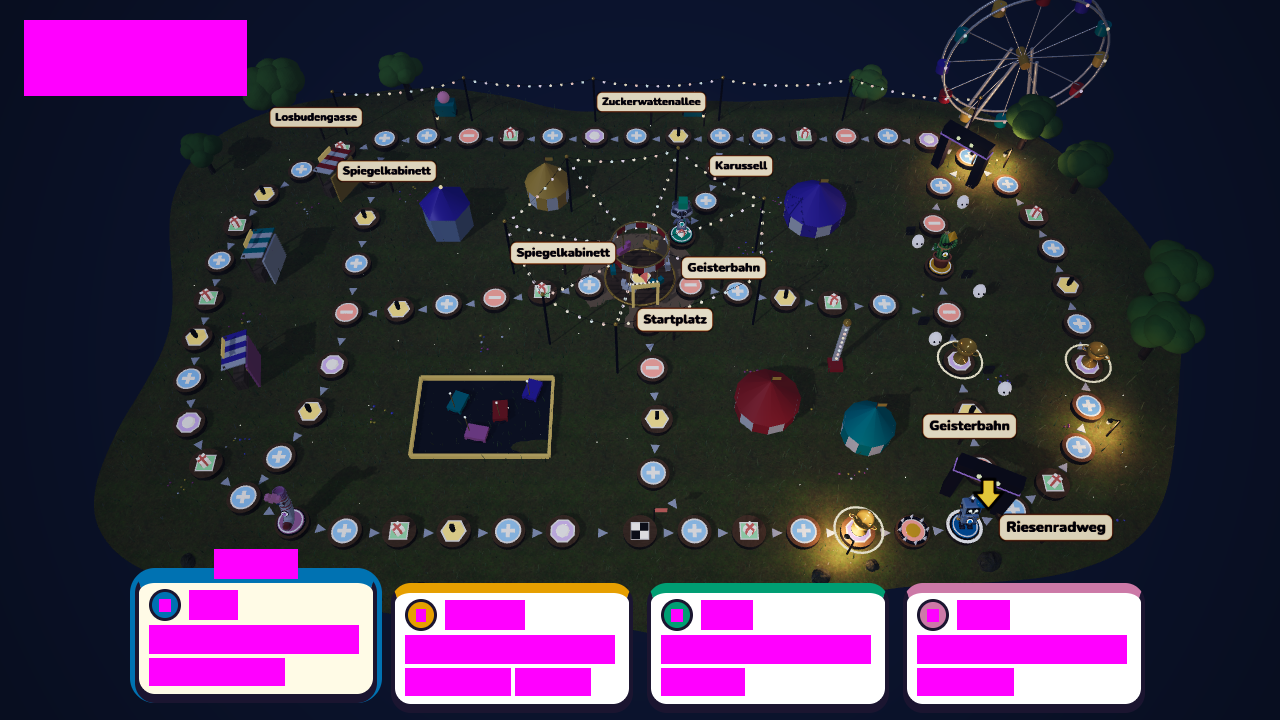 Zuckerwattenallee
Losbudengasse
Karussell
Spiegelkabinett
Spiegelkabinett
Geisterbahn
Startplatz
Geisterbahn
Riesenradweg